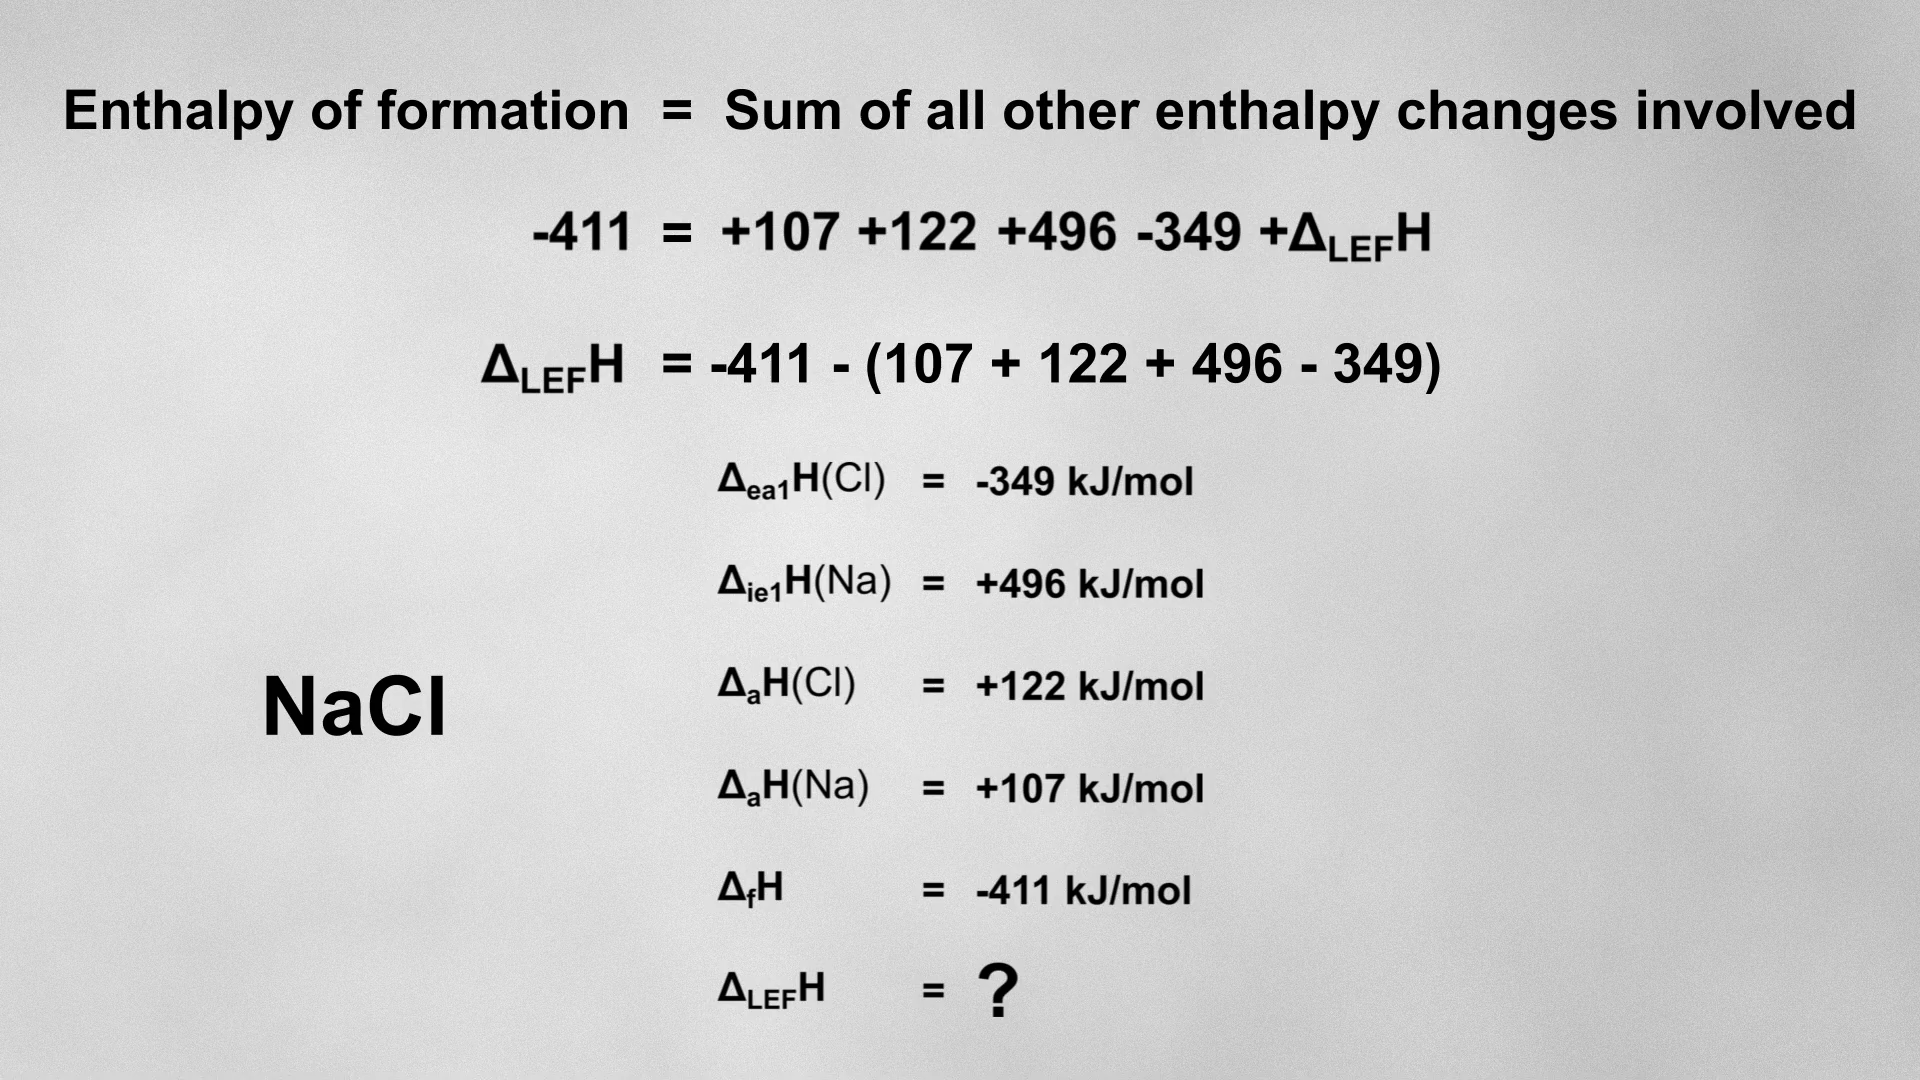 Enthalpy of formation = Sum of all other enthalpy changes involved
-411 = +107 +122 +496 -349 +ΔLEFH
ΔLEFH = -411 - (107 + 122 + 496 - 349)
Δea1H(Cl) = -349 kJ/mol
Δie1H(Na) = +496 kJ/mol
ΔaH(Cl) = +122 kJ/mol
NaCl
ΔaH(Na) = +107 kJ/mol
ΔfH = -411 kJ/mol
ΔLEFH = ?